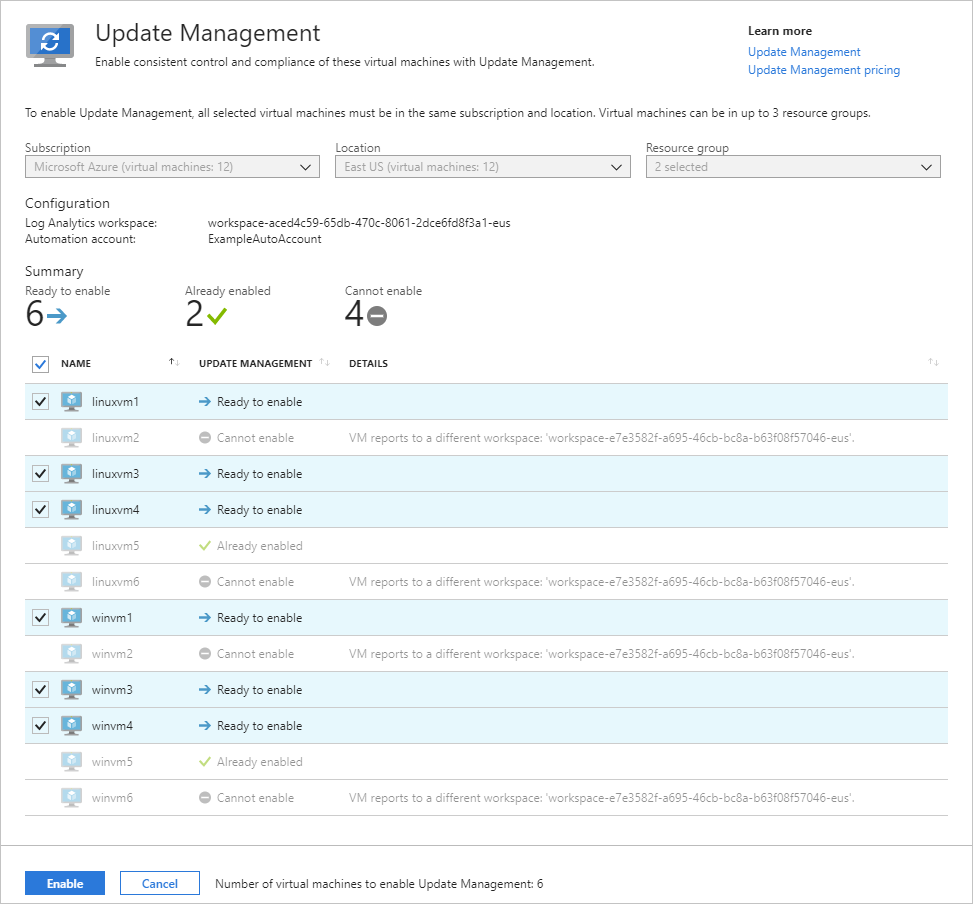 Update Management
Enable consistent control and compliance of these virtual machines with Update Management.
Learn more
Update Management
Update Management pricing
To enable Update Management, all selected virtual machines must be in the same subscription and location. Virtual machines can be in up to 3 resource groups.
Subscription
Microsoft Azure (virtual machines: 12)
Location
East US (virtual machines: 12)
Resource group
2 selected
Configuration
Log Analytics workspace: workspace-aced4c59-65db-470c-8061-2dce6fd8f3a1-eus
Automation account: ExampleAutoAccount
Summary
Ready to enable Already enabled Cannot enable
6 2 4
NAME UPDATE MANAGEMENT DETAILS
linuxvm1 Ready to enable
linuxvm2 Cannot enable VM reports to a different workspace: 'workspace-e7e3582f-a695-46cb-bc8a-b63f08f57046-eus'.
linuxvm3 Ready to enable
linuxvm4 Ready to enable
linuxvm5 Already enabled
linuxvm6 Cannot enable VM reports to a different workspace: 'workspace-e7e3582f-a695-46cb-bc8a-b63f08f57046-eus'.
winvm1 Ready to enable
winvm2 Cannot enable VM reports to a different workspace: 'workspace-e7e3582f-a695-46cb-bc8a-b63f08f57046-eus'.
winvm3 Ready to enable
winvm4 Ready to enable
winvm5 Already enabled
winvm6 Cannot enable VM reports to a different workspace: 'workspace-e7e3582f-a695-46cb-bc8a-b63f08f57046-eus'.
Enable Cancel Number of virtual machines to enable Update Management: 6